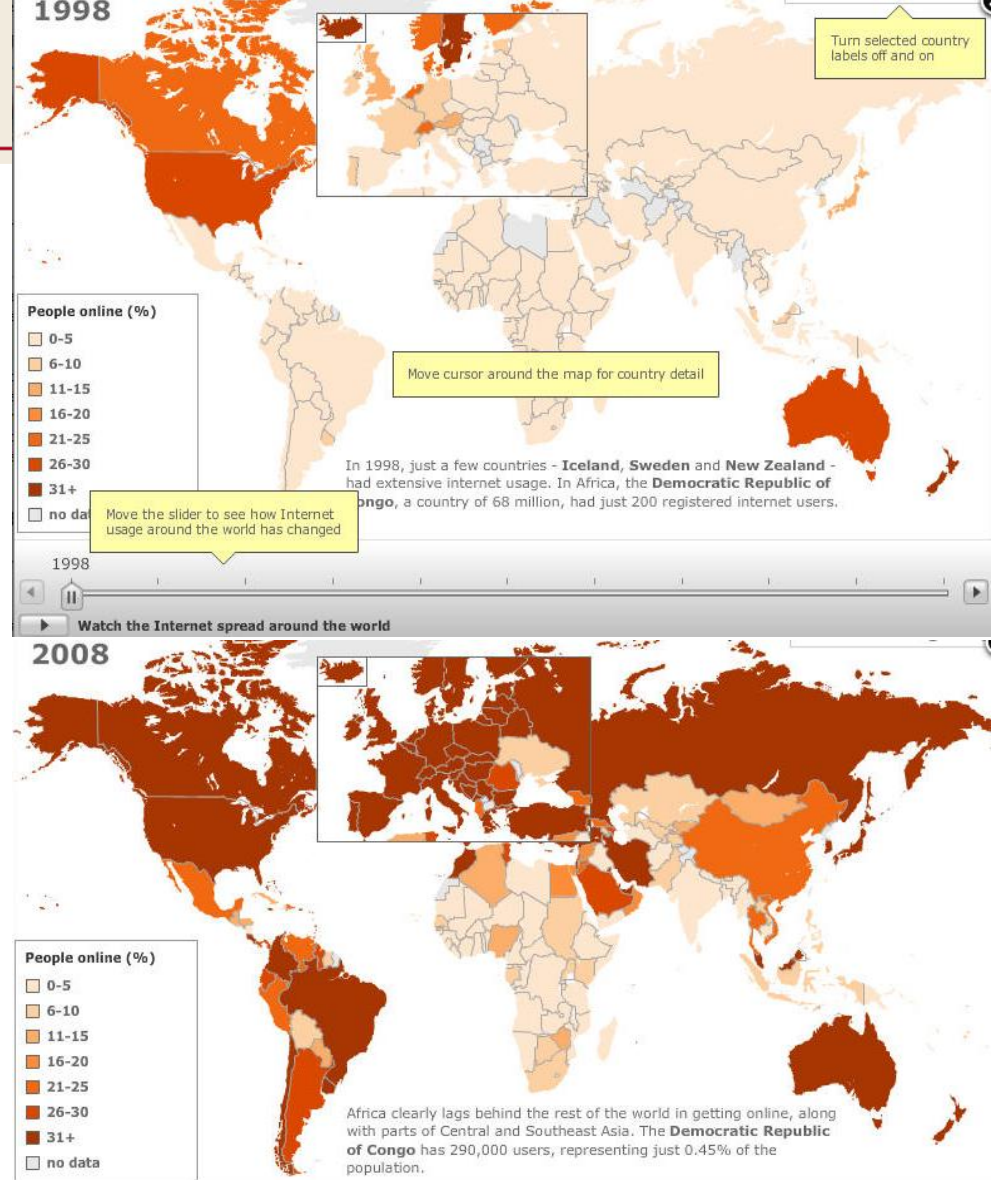 1998
Turn selected country
labels off and on
People online (%)
0-5
6-10
11-15
16-20
21-25
26-30
31+
no dat
Move cursor around the map for country detail
In 1998, just a few countries - Iceland, Sweden and New Zealand -
had extensive internet usage. In Africa, the Democratic Republic of
ongo, a country of 68 million, had just 200 registered internet users.
Move the slider to see how Internet
usage around the world has changed
1998
Watch the Internet spread around the world
2008
People online (%)
0-5
6-10
11-15
16-20
21-25
26-30
31+
no data
Africa clearly lags behind the rest of the world in getting online, along
with parts of Central and Southeast Asia. The Democratic Republic
of Congo has 290,000 users, representing just 0.45% of the
population.